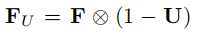 F_U = F ⊗ (1 − U)